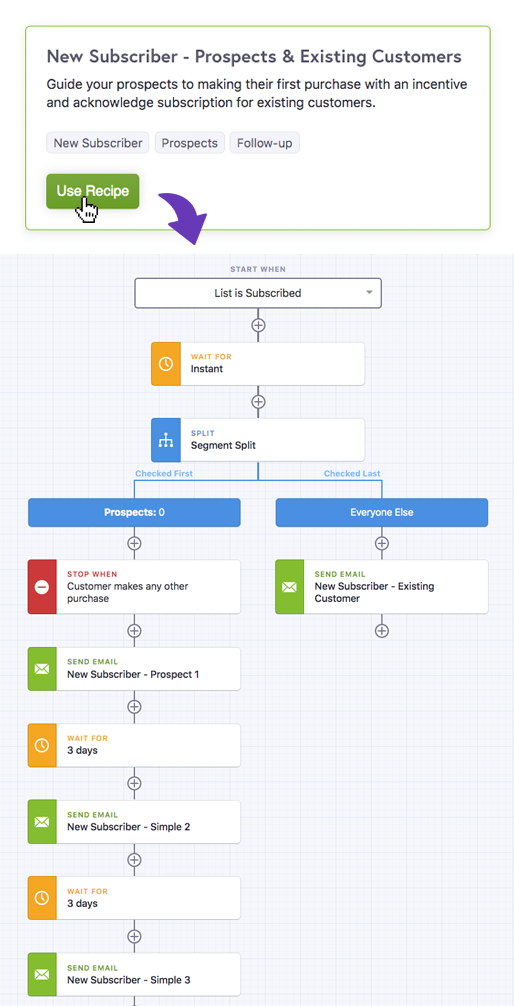 New Subscriber - Prospects & Existing Customers
Guide your prospects to making their first purchase with an incentive
and acknowledge subscription for existing customers.
New Subscriber
Prospects
Follow-up
Use Recipe
START WHEN
List is Subscribed
WAIT FOR
Instant
SPLIT
Segment Split
Checked First
Checked Last
Prospects: 0
Everyone Else
STOP WHEN
Customer makes any other
purchase
SEND EMAIL
New Subscriber - Existing
Customer
SEND EMAIL
New Subscriber - Prospect 1
WAIT FOR
3 days
SEND EMAIL
New Subscriber - Simple 2
WAIT FOR
3 days
SEND EMAIL
New Subscriber - Simple 3